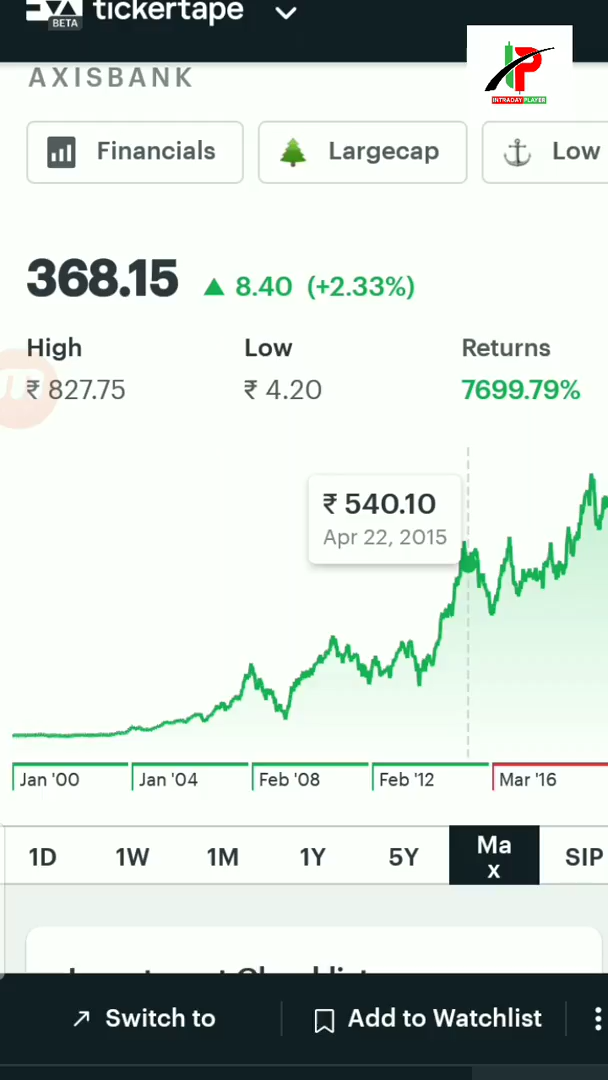 tickertape
BETA
AXISBANK
INTRADAY PLAYER
Financials
Largecap
Low
368.15 ▲ 8.40 (+2.33%)
High Low Returns
₹ 827.75 ₹ 4.20 7699.79%
₹ 540.10
Apr 22, 2015
Jan '00 Jan '04 Feb '08 Feb '12 Mar '16
1D 1W 1M 1Y 5Y Ma
x SIP
Switch to Add to Watchlist